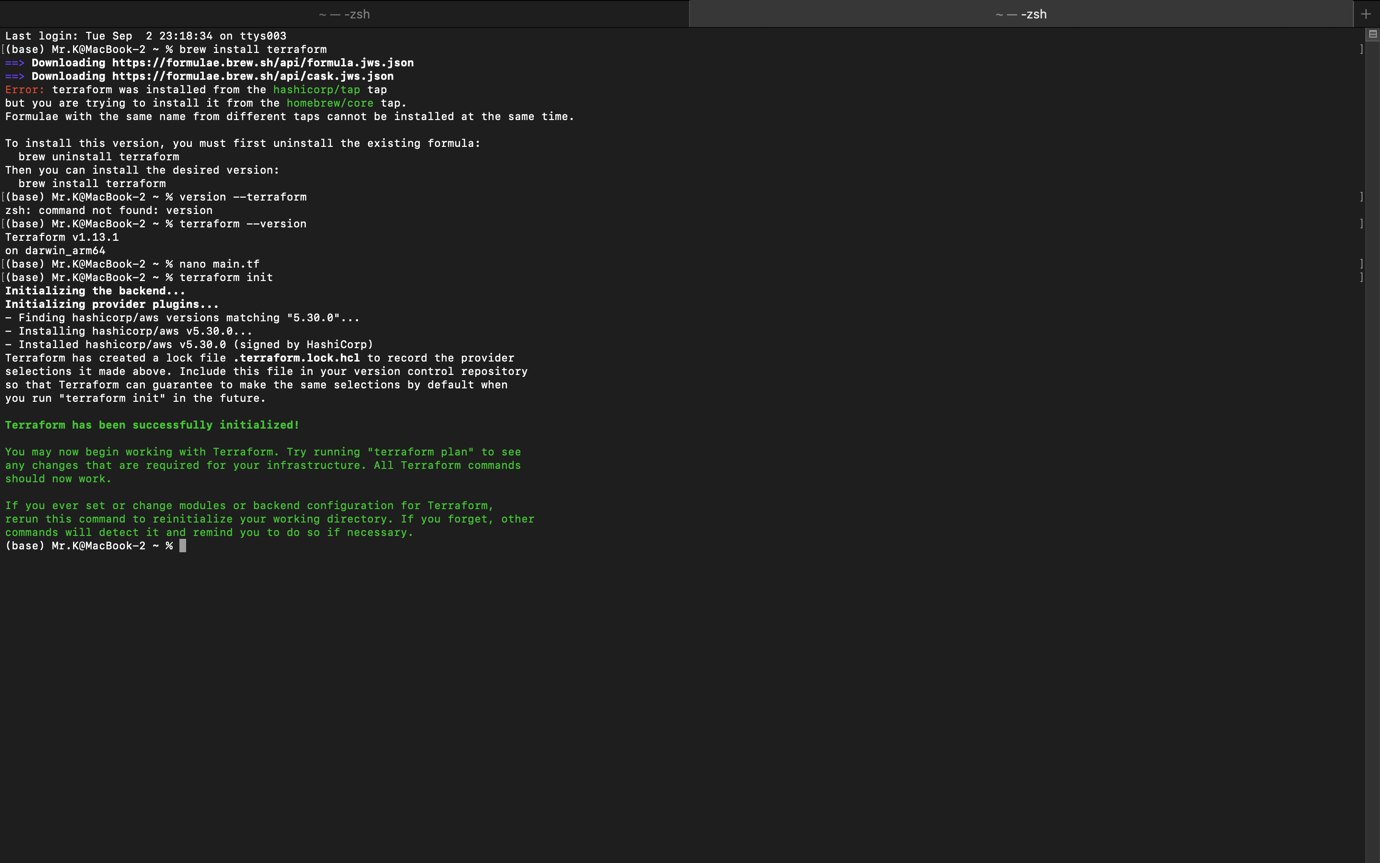 ~ — -zsh
~ — -zsh
+
Last login: Tue Sep  2 23:18:34 on ttys003
[(base) Mr.K@MacBook-2 ~ % brew install terraform ]
==> Downloading https://formulae.brew.sh/api/formula.jws.json
==> Downloading https://formulae.brew.sh/api/cask.jws.json
Error: terraform was installed from the hashicorp/tap tap
but you are trying to install it from the homebrew/core tap.
Formulae with the same name from different taps cannot be installed at the same time.

To install this version, you must first uninstall the existing formula:
  brew uninstall terraform
Then you can install the desired version:
  brew install terraform
[(base) Mr.K@MacBook-2 ~ % version --terraform ]
zsh: command not found: version
[(base) Mr.K@MacBook-2 ~ % terraform --version ]
Terraform v1.13.1
on darwin_arm64
[(base) Mr.K@MacBook-2 ~ % nano main.tf ]
[(base) Mr.K@MacBook-2 ~ % terraform init ]
Initializing the backend...
Initializing provider plugins...
- Finding hashicorp/aws versions matching "5.30.0"...
- Installing hashicorp/aws v5.30.0...
- Installed hashicorp/aws v5.30.0 (signed by HashiCorp)
Terraform has created a lock file .terraform.lock.hcl to record the provider
selections it made above. Include this file in your version control repository
so that Terraform can guarantee to make the same selections by default when
you run "terraform init" in the future.

Terraform has been successfully initialized!

You may now begin working with Terraform. Try running "terraform plan" to see
any changes that are required for your infrastructure. All Terraform commands
should now work.

If you ever set or change modules or backend configuration for Terraform,
rerun this command to reinitialize your working directory. If you forget, other
commands will detect it and remind you to do so if necessary.
(base) Mr.K@MacBook-2 ~ %